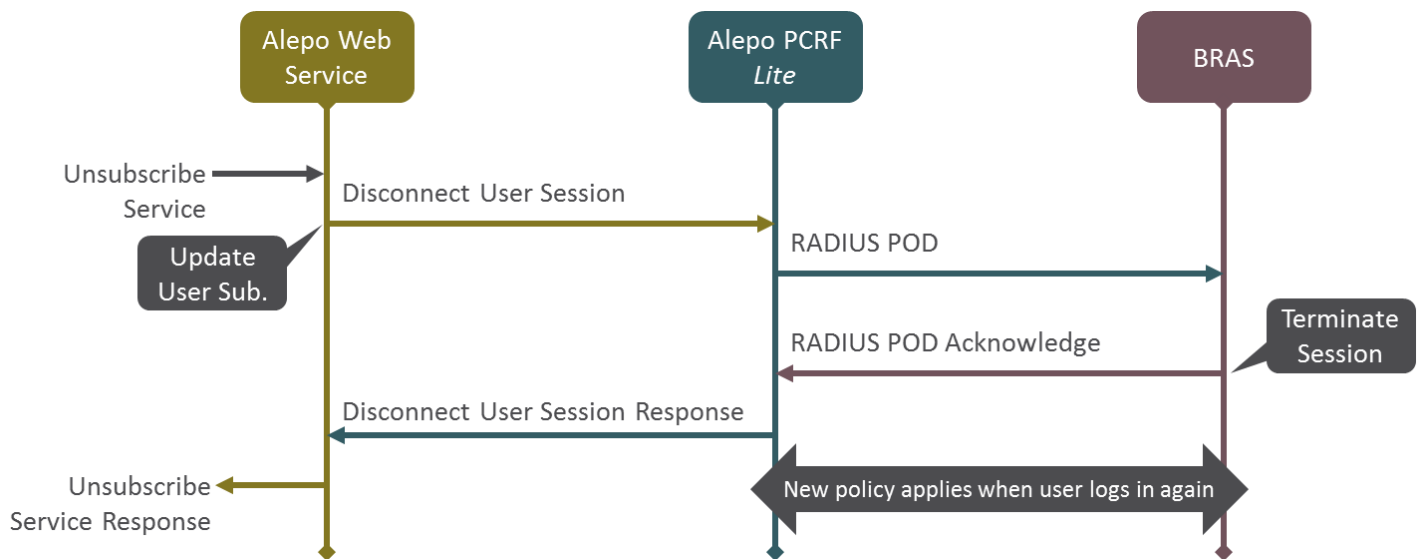 Alepo Web
Service
Alepo PCRF
Lite
BRAS
Unsubscribe
Service
Disconnect User Session
Update
User Sub.
RADIUS POD
Terminate
Session
RADIUS POD Acknowledge
Disconnect User Session Response
Unsubscribe
Service Response
New policy applies when user logs in again